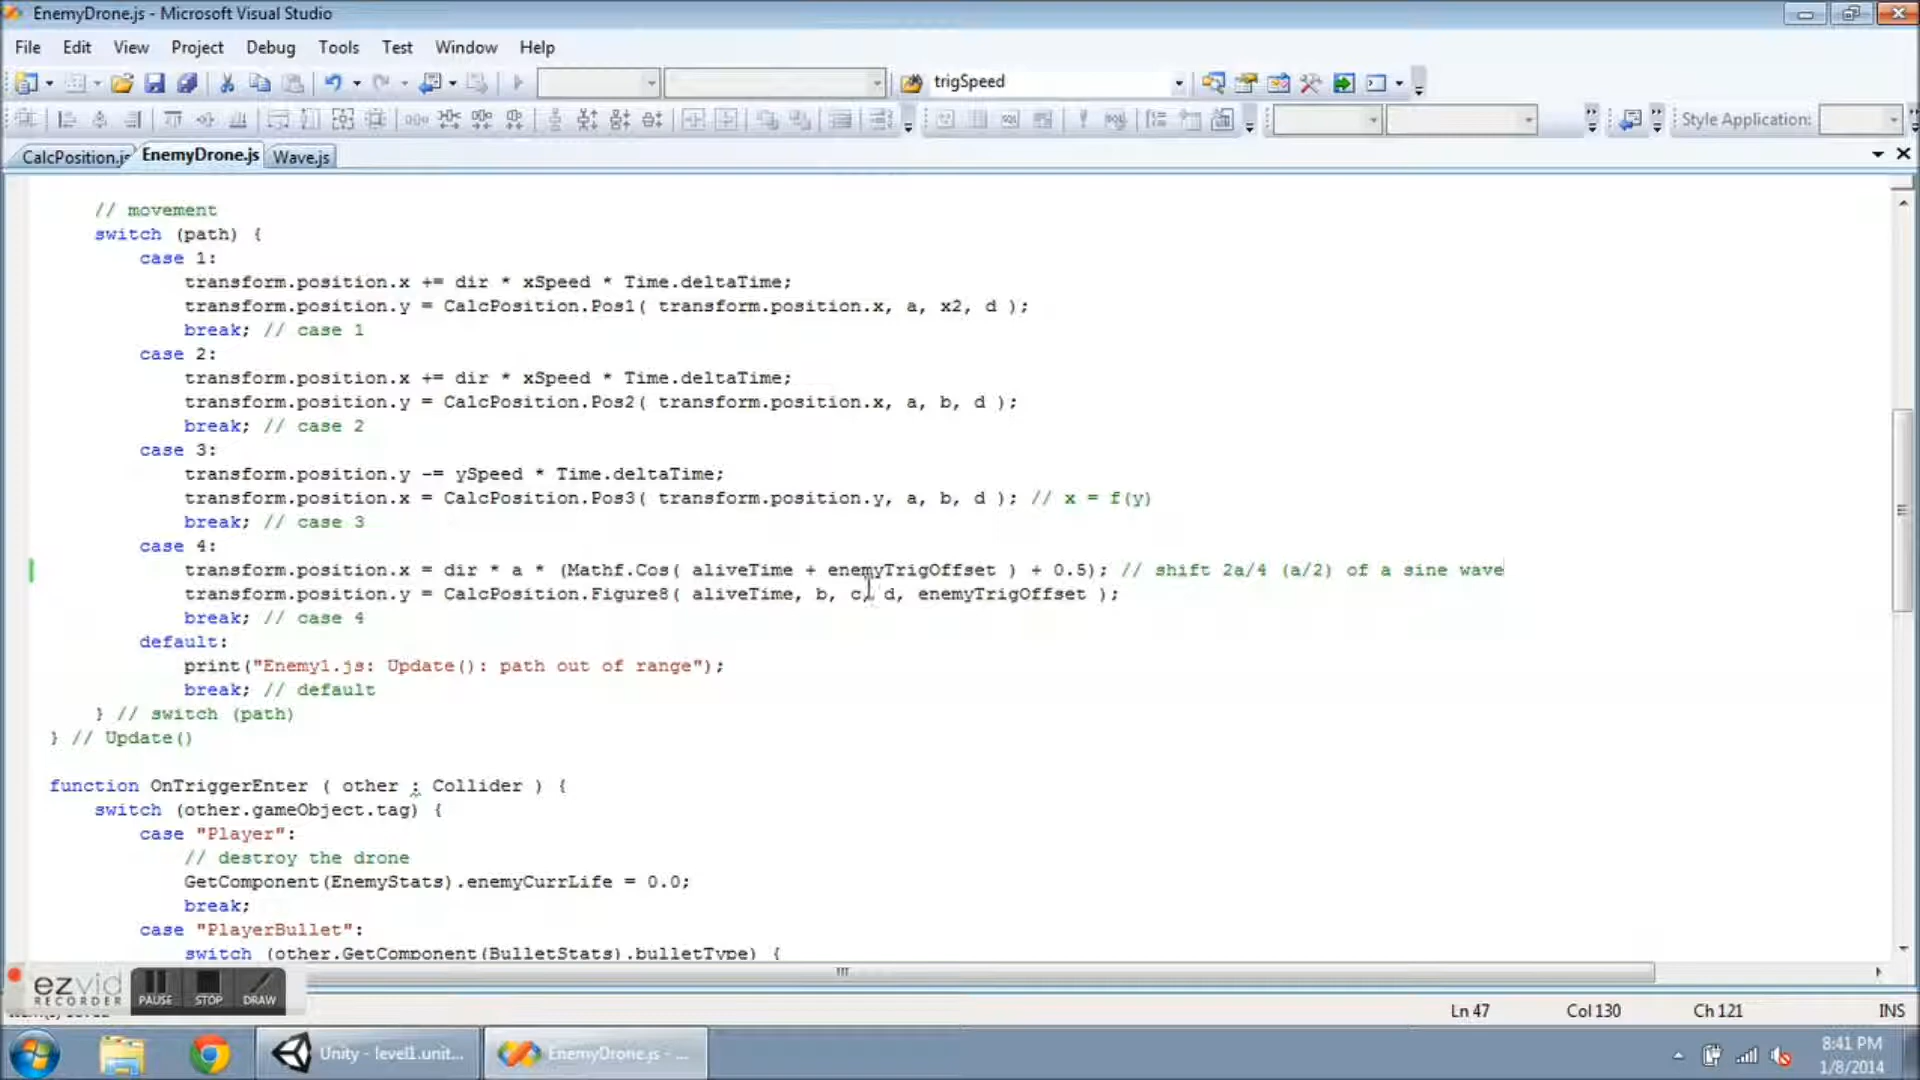 EnemyDrone.js - Microsoft Visual Studio
File Edit View Project Debug Tools Test Window Help
trigSpeed
Style Application:
CalcPosition.js EnemyDrone.js Wave.js
// movement
switch (path) {
case 1:
transform.position.x += dir * xSpeed * Time.deltaTime;
transform.position.y = CalcPosition.Pos1( transform.position.x, a, x2, d );
break; // case 1
case 2:
transform.position.x += dir * xSpeed * Time.deltaTime;
transform.position.y = CalcPosition.Pos2( transform.position.x, a, b, d );
break; // case 2
case 3:
transform.position.y -= ySpeed * Time.deltaTime;
transform.position.x = CalcPosition.Pos3( transform.position.y, a, b, d ); // x = f(y)
break; // case 3
case 4:
transform.position.x = dir * a * (Mathf.Cos( aliveTime + enemyTrigOffset ) + 0.5); // shift 2a/4 (a/2) of a sine wave
transform.position.y = CalcPosition.Figure8( aliveTime, b, c, d, enemyTrigOffset );
break; // case 4
default:
print("Enemy1.js: Update(): path out of range");
break; // default
} // switch (path)
} // Update()
function OnTriggerEnter ( other : Collider ) {
switch (other.gameObject.tag) {
case "Player":
// destroy the drone
GetComponent(EnemyStats).enemyCurrLife = 0.0;
break;
case "PlayerBullet":
switch (other.GetComponent(BulletStats).bulletType) {
ezvid
RECORDER
PAUSE STOP DRAW
Ln 47 Col 130 Ch 121 INS
Unity - level1.unit... EnemyDrone.js - ...
8:41 PM
1/8/2014